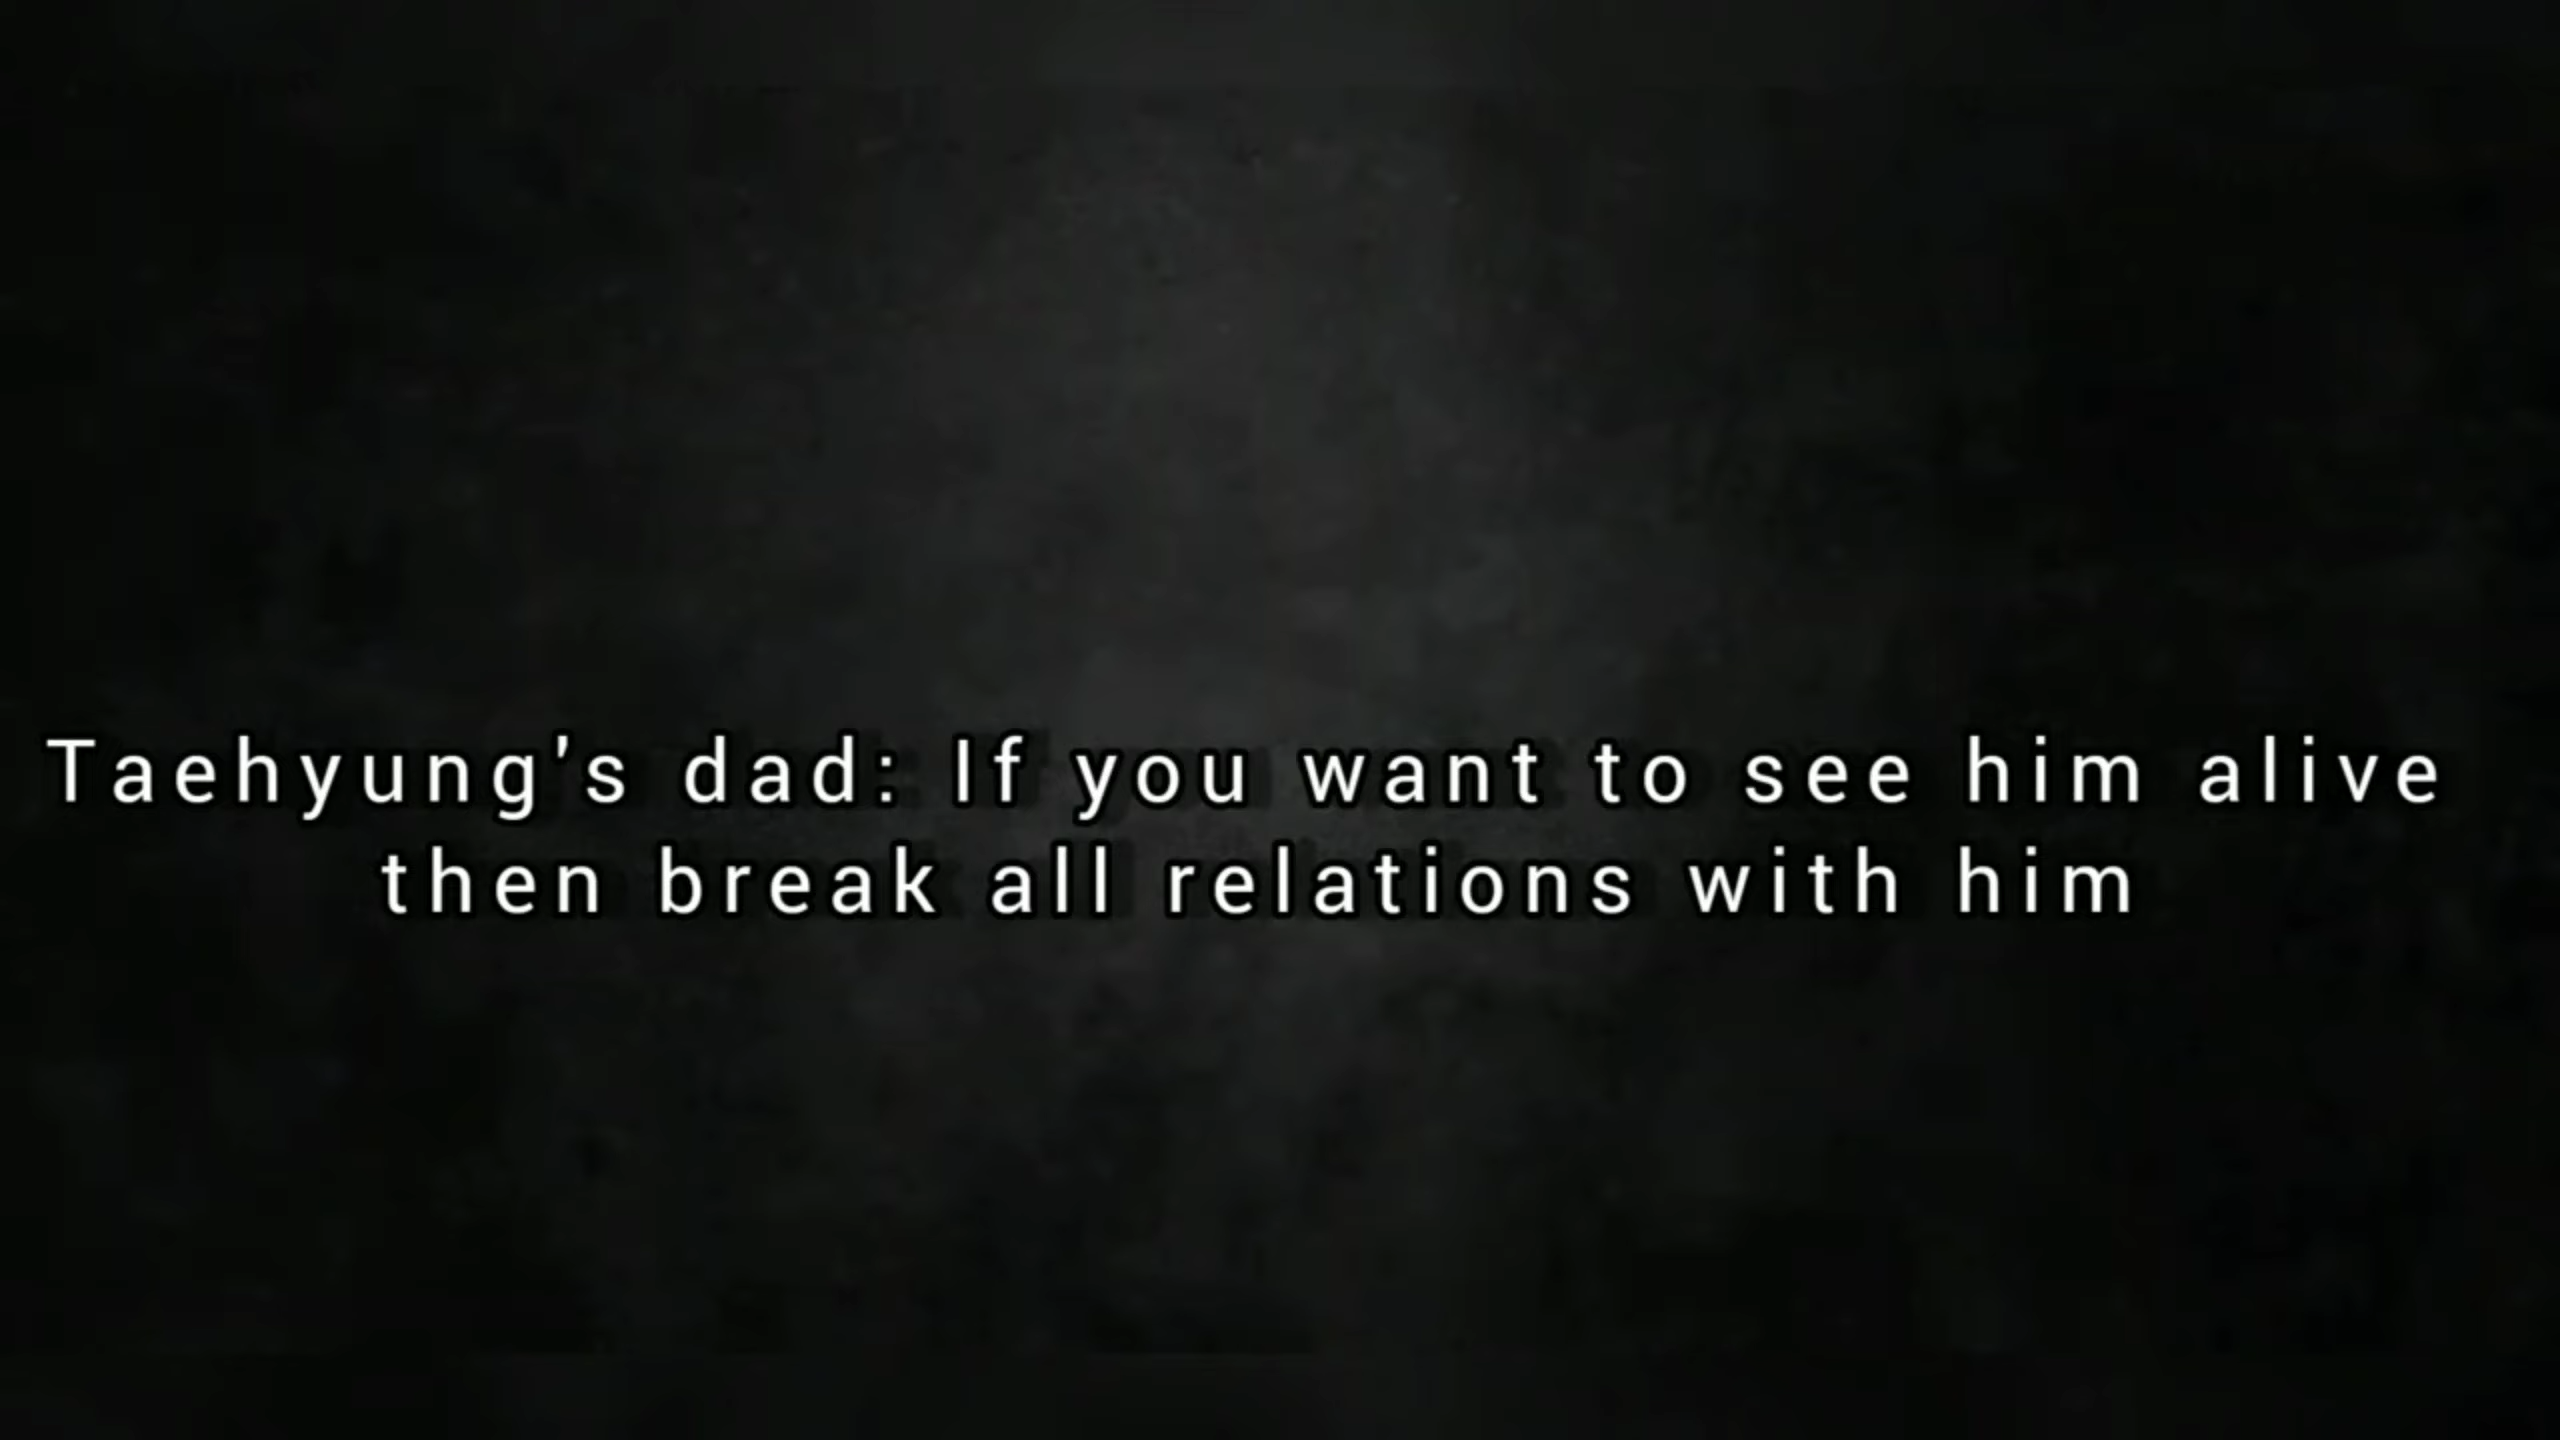 Taehyung's dad: If you want to see him alive
then break all relations with him